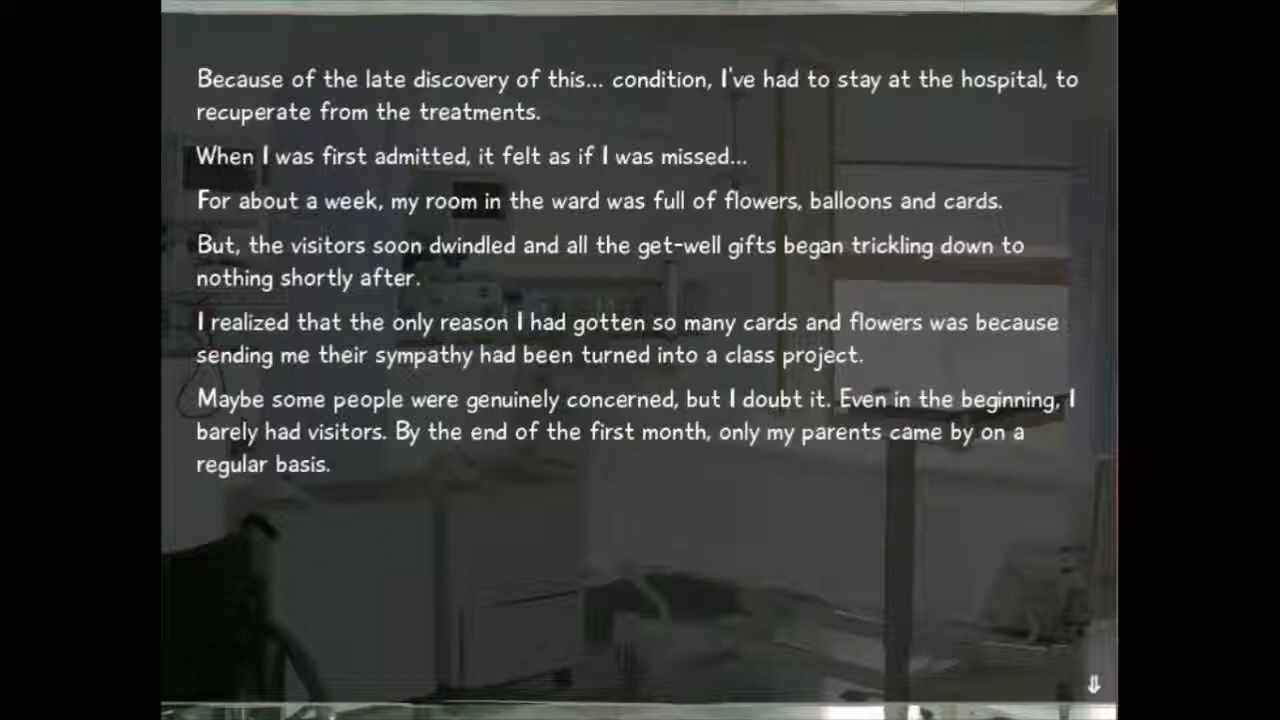 Because of the late discovery of this... condition, I've had to stay at the hospital, to
recuperate from the treatments.
When I was first admitted, it felt as if I was missed...
For about a week, my room in the ward was full of flowers, balloons and cards.
But, the visitors soon dwindled and all the get-well gifts began trickling down to
nothing shortly after.
I realized that the only reason I had gotten so many cards and flowers was because
sending me their sympathy had been turned into a class project.
Maybe some people were genuinely concerned, but I doubt it. Even in the beginning, I
barely had visitors. By the end of the first month, only my parents came by on a
regular basis.